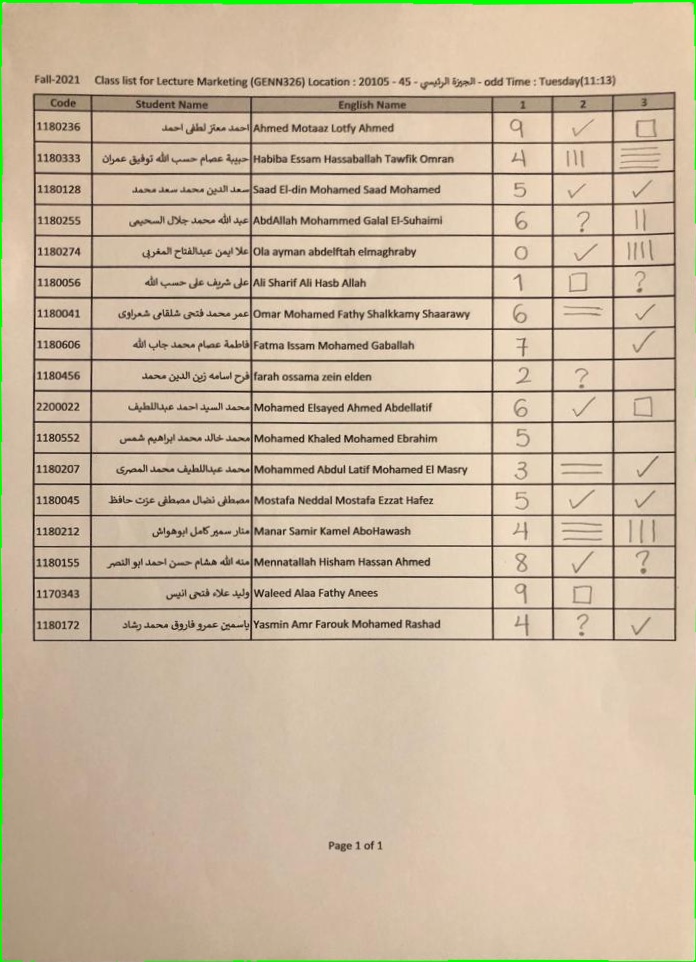 Fall-2021 Class list for Lecture Marketing (GENN326) Location : 20105 - 45 - الجيزة الرئيسي - odd Time : Tuesday(11:13)
Code Student Name English Name 1 2 3
1180236 احمد معتز لطفى احمد Ahmed Motaaz Lotfy Ahmed 9 ✓ □
1180333 حبيبة عصام حسب الله توفيق عمران Habiba Essam Hassaballah Tawfik Omran 4 ||| ≡
1180128 سعد الدين محمد سعد محمد Saad El-din Mohamed Saad Mohamed 5 ✓ ✓
1180255 عبد الله محمد جلال السحيمى AbdAllah Mohammed Galal El-Suhaimi 6 ? ||
1180274 علا ايمن عبدالفتاح المغربى Ola ayman abdelftah elmaghraby 0 ✓ ||||
1180056 على شريف على حسب الله Ali Sharif Ali Hasb Allah 1 □ ?
1180041 عمر محمد فتحى شلقامى شعراوى Omar Mohamed Fathy Shalkkamy Shaarawy 6 = ✓
1180606 فاطمة عصام محمد جاب الله Fatma Issam Mohamed Gaballah 7 ✓
1180456 فرح اسامه زين الدين محمد farah ossama zein elden 2 ?
2200022 محمد السيد احمد عبداللطيف Mohamed Elsayed Ahmed Abdellatif 6 ✓ □
1180552 محمد خالد محمد ابراهيم شمس Mohamed Khaled Mohamed Ebrahim 5
1180207 محمد عبداللطيف محمد المصرى Mohammed Abdul Latif Mohamed El Masry 3 = ✓
1180045 مصطفى نضال مصطفى عزت حافظ Mostafa Neddal Mostafa Ezzat Hafez 5 ✓ ✓
1180212 منار سمير كامل ابوهواش Manar Samir Kamel AboHawash 4 ≡ |||
1180155 منه الله هشام حسن احمد ابو النصر Mennatallah Hisham Hassan Ahmed 8 ✓ ?
1170343 وليد علاء فتحى انيس Waleed Alaa Fathy Anees 9 □
1180172 ياسمين عمرو فاروق محمد رشاد Yasmin Amr Farouk Mohamed Rashad 4 ? ✓
Page 1 of 1